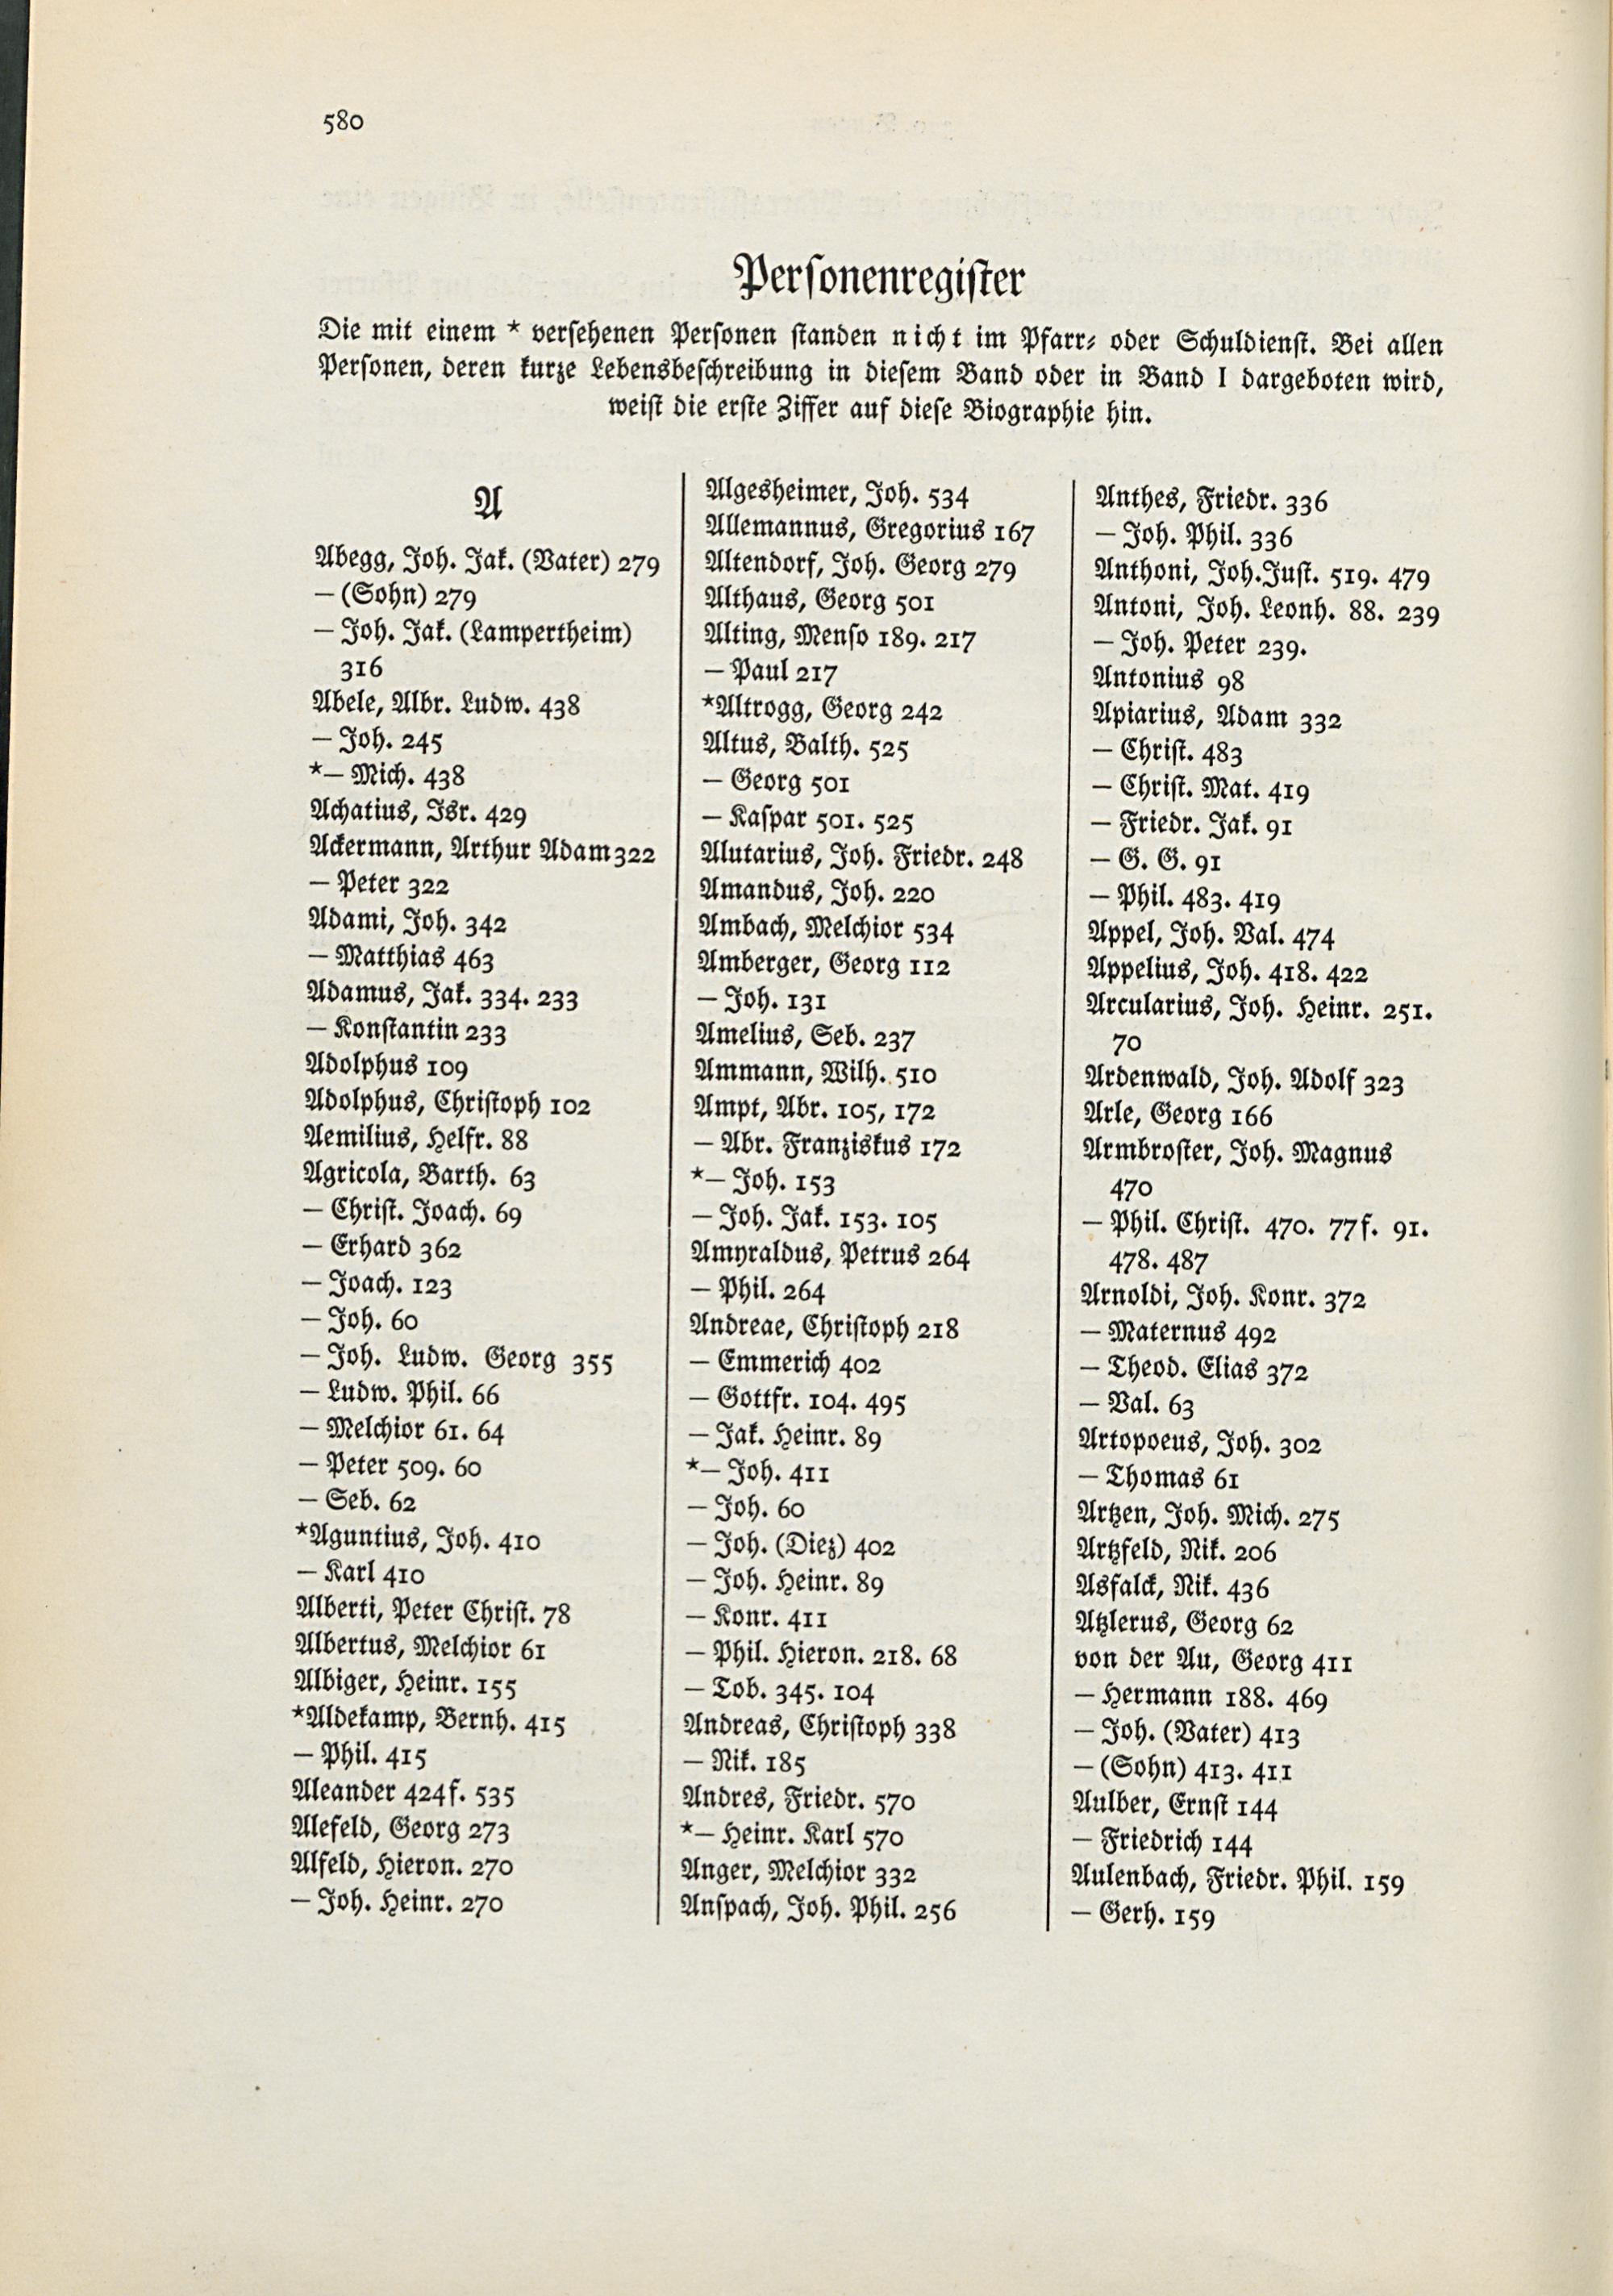 580
Personenregister
Die mit einem * versehenen Personen standen nicht im Pfarr- oder Schuldienst. Bei allen
Personen, deren kurze Lebensbeschreibung in diesem Band oder in Band I dargeboten wird,
weist die erste Ziffer auf diese Biographie hin.
A
Abegg, Joh. Jak. (Vater) 279
— (Sohn) 279
— Joh. Jak. (Lampertheim)
316
Abele, Albr. Ludw. 438
— Joh. 245
*— Mich. 438
Achatius, Isr. 429
Ackermann, Arthur Adam 322
— Peter 322
Adami, Joh. 342
— Matthias 463
Adamus, Jak. 334. 233
— Konstantin 233
Adolphus 109
Adolphus, Christoph 102
Aemilius, Helfr. 88
Agricola, Barth. 63
— Christ. Joach. 69
— Erhard 362
— Joach. 123
— Joh. 60
— Joh. Ludw. Georg 355
— Ludw. Phil. 66
— Melchior 61. 64
— Peter 509. 60
— Seb. 62
*Aguntius, Joh. 410
— Karl 410
Alberti, Peter Christ. 78
Albertus, Melchior 61
Albiger, Heinr. 155
*Aldekamp, Bernh. 415
— Phil. 415
Aleander 424f. 535
Alefeld, Georg 273
Alfeld, Hieron. 270
— Joh. Heinr. 270
Algesheimer, Joh. 534
Allemannus, Gregorius 167
Altendorf, Joh. Georg 279
Althaus, Georg 501
Alting, Menso 189. 217
— Paul 217
*Altrogg, Georg 242
Altus, Balth. 525
— Georg 501
— Kaspar 501. 525
Alutarius, Joh. Friedr. 248
Amandus, Joh. 220
Ambach, Melchior 534
Amberger, Georg 112
— Joh. 131
Amelius, Seb. 237
Ammann, Wilh. 510
Ampt, Abr. 105, 172
— Abr. Franziskus 172
*— Joh. 153
— Joh. Jak. 153. 105
Amyraldus, Petrus 264
— Phil. 264
Andreae, Christoph 218
— Emmerich 402
— Gottfr. 104. 495
— Jak. Heinr. 89
*— Joh. 411
— Joh. 60
— Joh. (Diez) 402
— Joh. Heinr. 89
— Konr. 411
— Phil. Hieron. 218. 68
— Tob. 345. 104
Andreas, Christoph 338
— Nik. 185
Andres, Friedr. 570
*— Heinr. Karl 570
Anger, Melchior 332
Anspach, Joh. Phil. 256
Anthes, Friedr. 336
— Joh. Phil. 336
Anthoni, Joh. Just. 519. 479
Antoni, Joh. Leonh. 88. 239
— Joh. Peter 239.
Antonius 98
Apiarius, Adam 332
— Christ. 483
— Christ. Mat. 419
— Friedr. Jak. 91
— G. G. 91
— Phil. 483. 419
Appel, Joh. Val. 474
Appelius, Joh. 418. 422
Arcularius, Joh. Heinr. 251.
70
Ardenwald, Joh. Adolf 323
Arle, Georg 166
Armbroster, Joh. Magnus
470
— Phil. Christ. 470. 77f. 91.
478. 487
Arnoldi, Joh. Konr. 372
— Maternus 492
— Theod. Elias 372
— Val. 63
Artopoeus, Joh. 302
— Thomas 61
Artzen, Joh. Mich. 275
Artzfeld, Nik. 206
Asfalck, Nik. 436
Atzlerus, Georg 62
von der Au, Georg 411
— Hermann 188. 469
— Joh. (Vater) 413
— (Sohn) 413. 411
Aulber, Ernst 144
— Friedrich 144
Aulenbach, Friedr. Phil. 159
— Gerh. 159